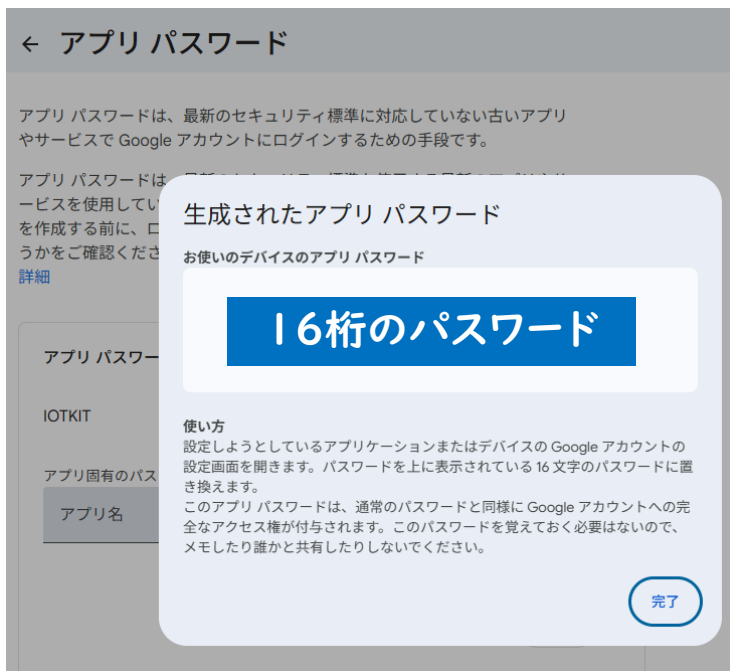 ← アプリ パスワード
アプリ パスワードは、最新のセキュリティ標準に対応していない古いアプリ
やサービスで Google アカウントにログインするための手段です。
アプリ パスワードは
ービスを使用してい
を作成する前に、ロ
うかをご確認くださ
詳細
アプリ パスワー
IOTKIT
アプリ固有のパス
アプリ名
生成されたアプリ パスワード
お使いのデバイスのアプリ パスワード
16桁のパスワード
使い方
設定しようとしているアプリケーションまたはデバイスの Google アカウントの
設定画面を開きます。パスワードを上に表示されている 16 文字のパスワードに置
き換えます。
このアプリ パスワードは、通常のパスワードと同様に Google アカウントへの完
全なアクセス権が付与されます。このパスワードを覚えておく必要はないので、
メモしたり誰かと共有したりしないでください。
完了